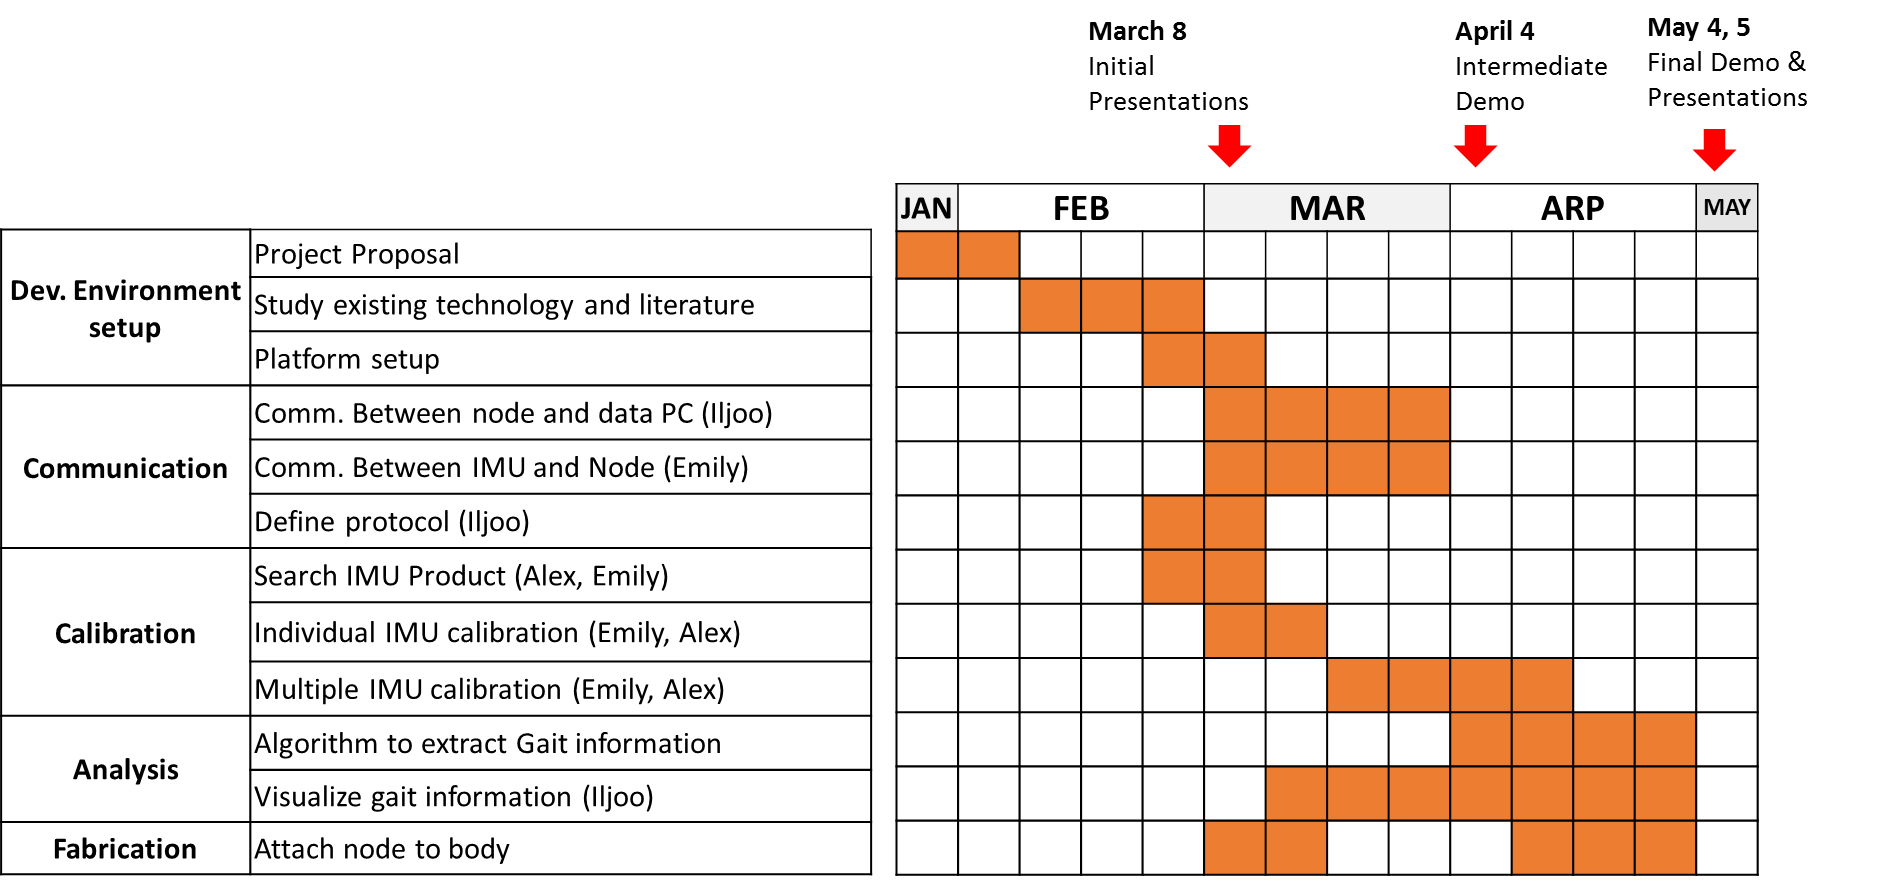 March 8
Initial
Presentations
April 4
Intermediate
Demo
May 4, 5
Final Demo &
Presentations
JAN
FEB
MAR
ARP
MAY
Dev. Environment
setup
Project Proposal
Study existing technology and literature
Platform setup
Communication
Comm. Between node and data PC (Iljoo)
Comm. Between IMU and Node (Emily)
Define protocol (Iljoo)
Calibration
Search IMU Product (Alex, Emily)
Individual IMU calibration (Emily, Alex)
Multiple IMU calibration (Emily, Alex)
Analysis
Algorithm to extract Gait information
Visualize gait information (Iljoo)
Fabrication
Attach node to body